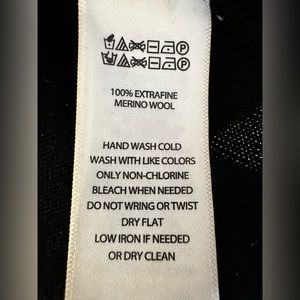 100% EXTRAFINE
MERINO WOOL
HAND WASH COLD
WASH WITH LIKE COLORS
ONLY NON-CHLORINE
BLEACH WHEN NEEDED
DO NOT WRING OR TWIST
DRY FLAT
LOW IRON IF NEEDED
OR DRY CLEAN